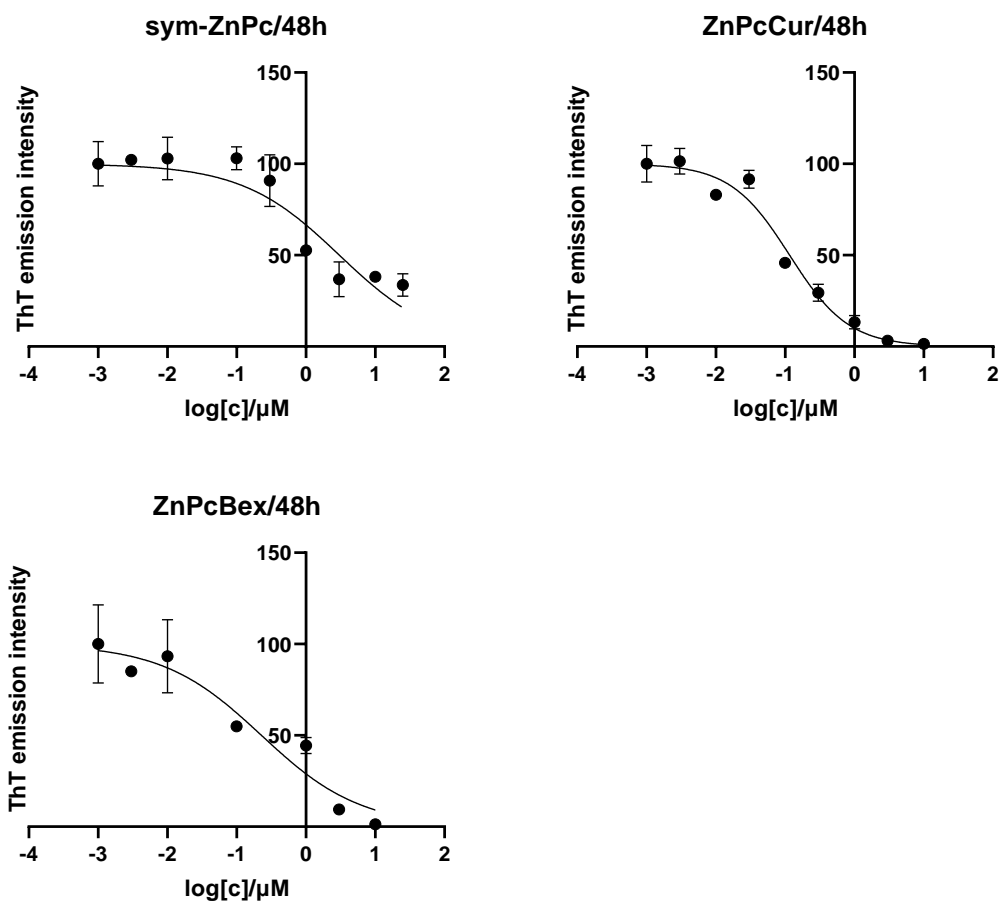 sym-ZnPc/48h
ThT emission intensity
150
100
50
-4 -3 -2 -1 0 1 2
log[c]/µM
ZnPcCur/48h
ThT emission intensity
150
100
50
-4 -3 -2 -1 0 1 2
log[c]/µM
ZnPcBex/48h
ThT emission intensity
150
100
50
-4 -3 -2 -1 0 1 2
log[c]/µM